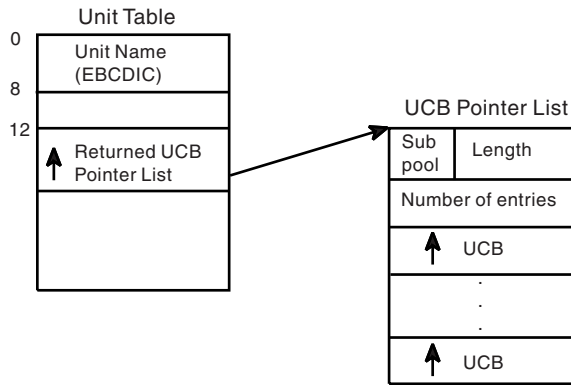 Unit Table
0
Unit Name
(EBCDIC)
8
12
Returned UCB
Pointer List
UCB Pointer List
Sub
pool
Length
Number of entries
UCB
.
.
.
UCB